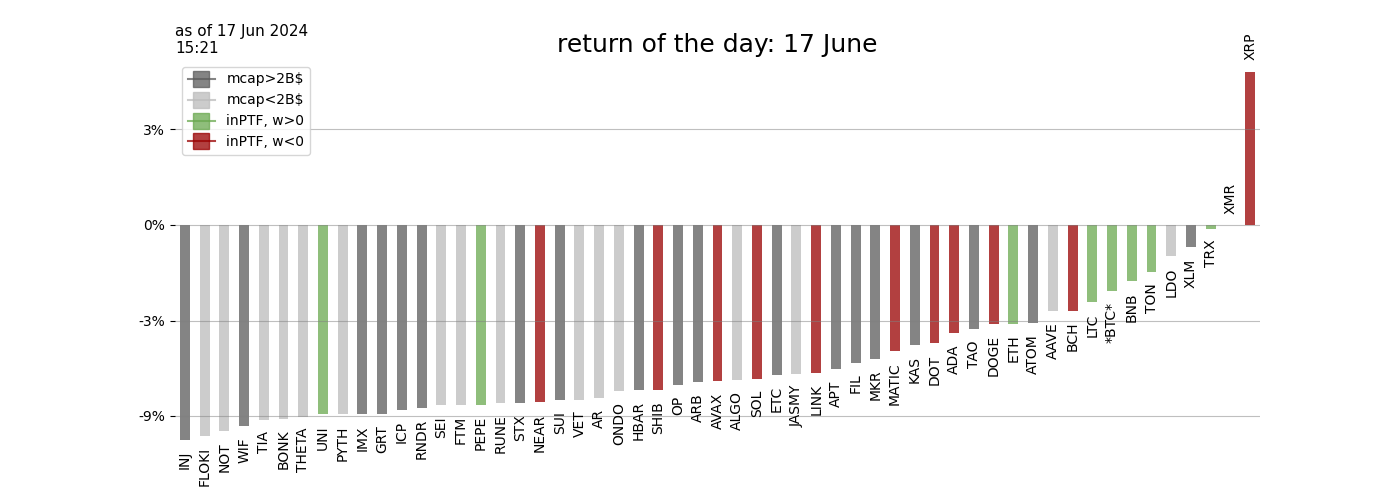 as of 17 Jun 2024
15:21
return of the day: 17 June
mcap>2B$
mcap<2B$
inPTF, w>0
inPTF, w<0
3%
0%
-3%
-9%
INJ
FLOKI
NOT
WIF
TIA
BONK
THETA
UNI
PYTH
IMX
GRT
ICP
RNDR
SEI
FTM
PEPE
RUNE
STX
NEAR
SUI
VET
AR
ONDO
HBAR
SHIB
OP
ARB
AVAX
ALGO
SOL
ETC
JASMY
LINK
APT
FIL
MKR
MATIC
KAS
DOT
ADA
TAO
DOGE
ETH
ATOM
AAVE
BCH
LTC
*BTC*
BNB
TON
LDO
XLM
TRX
XMR
XRP